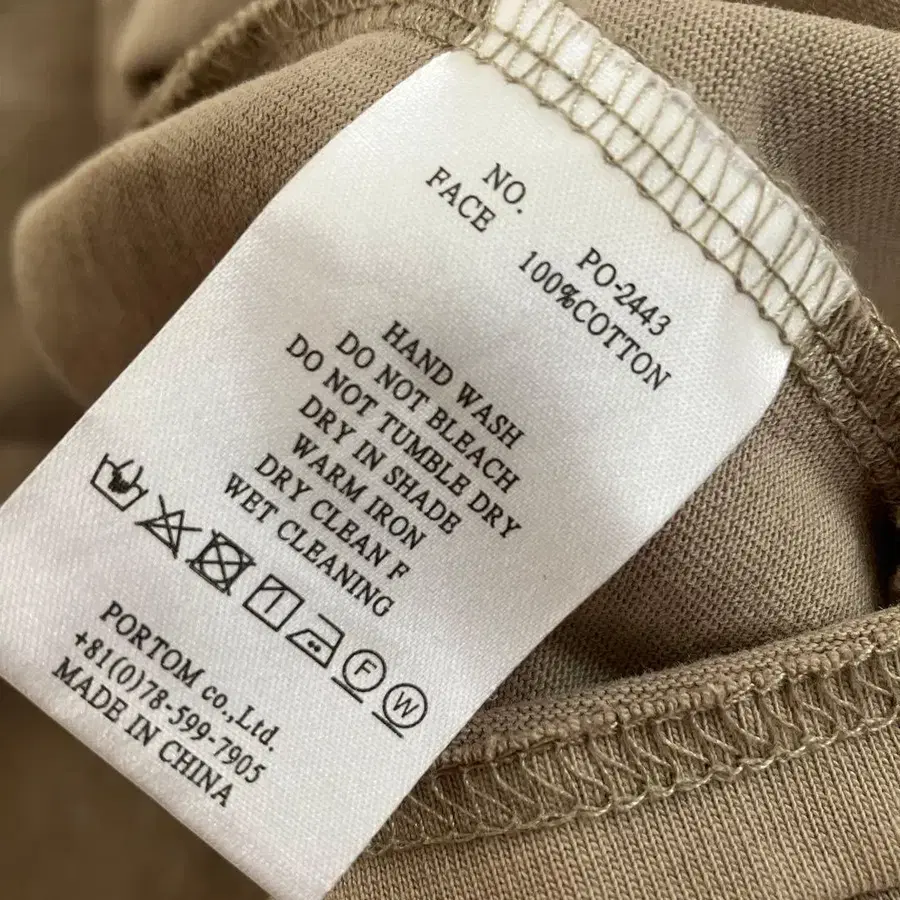 NO. PO-2443
FACE 100%COTTON
HAND WASH
DO NOT BLEACH
DO NOT TUMBLE DRY
DRY IN SHADE
WARM IRON
DRY CLEAN F
WET CLEANING
F W
PORTOM co.,Ltd.
+81(0)78-599-7905
MADE IN CHINA